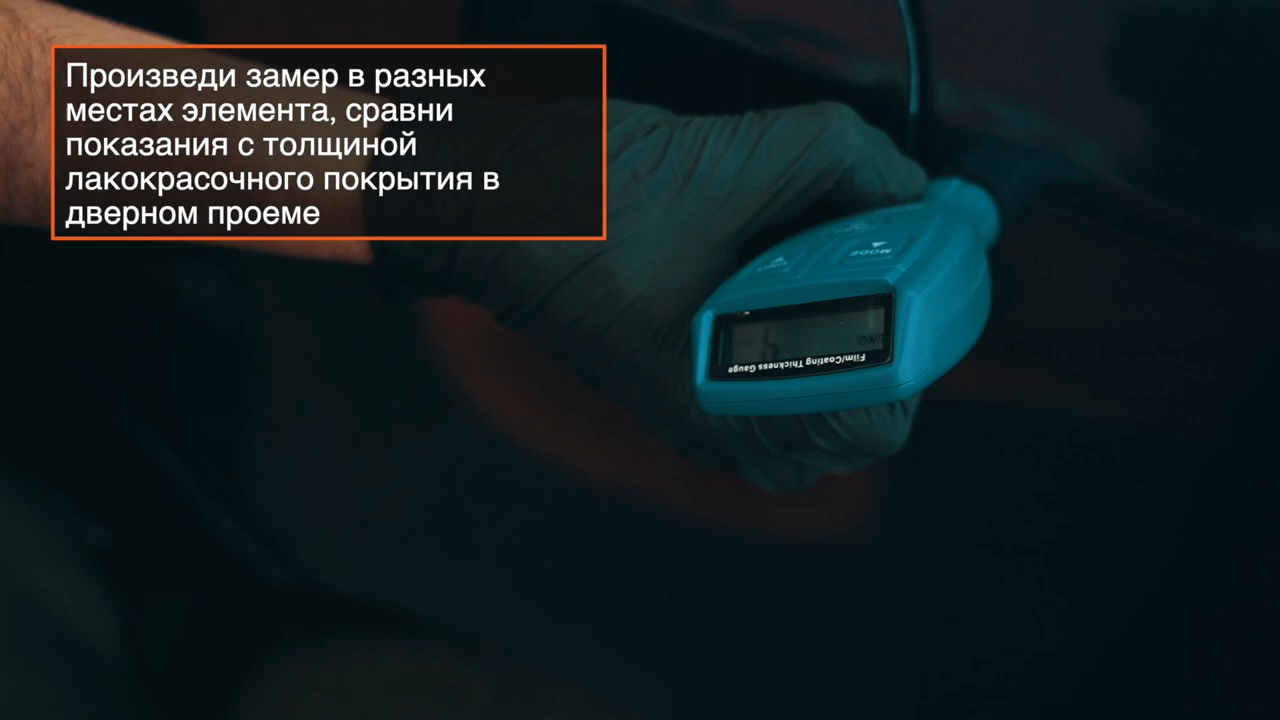 Произведи замер в разных
местах элемента, сравни
показания с толщиной
лакокрасочного покрытия в
дверном проеме
MODE
Film/Coating Thickness Gauge